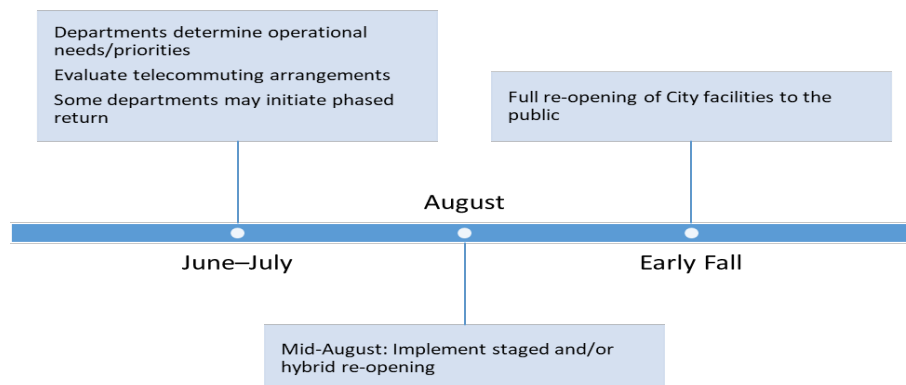 Departments determine operational
needs/priorities
Evaluate telecommuting arrangements
Some departments may initiate phased
return
Full re-opening of City facilities to the
public
August
June–July
Early Fall
Mid-August: Implement staged and/or
hybrid re-opening